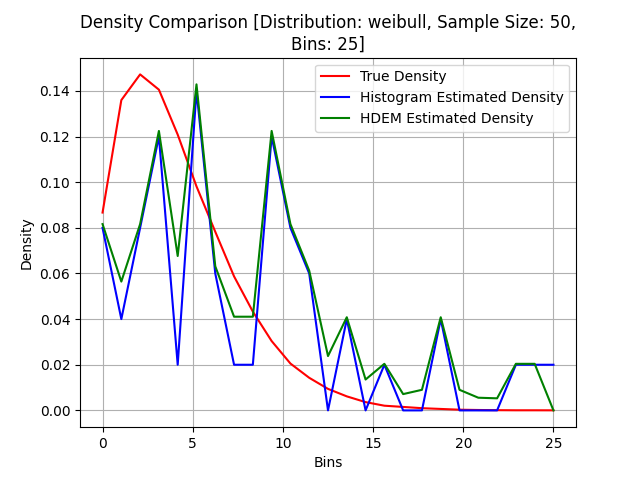 Density Comparison [Distribution: weibull, Sample Size: 50,
Bins: 25]
True Density
Histogram Estimated Density
HDEM Estimated Density
Density
0.14
0.12
0.10
0.08
0.06
0.04
0.02
0.00
0 5 10 15 20 25
Bins